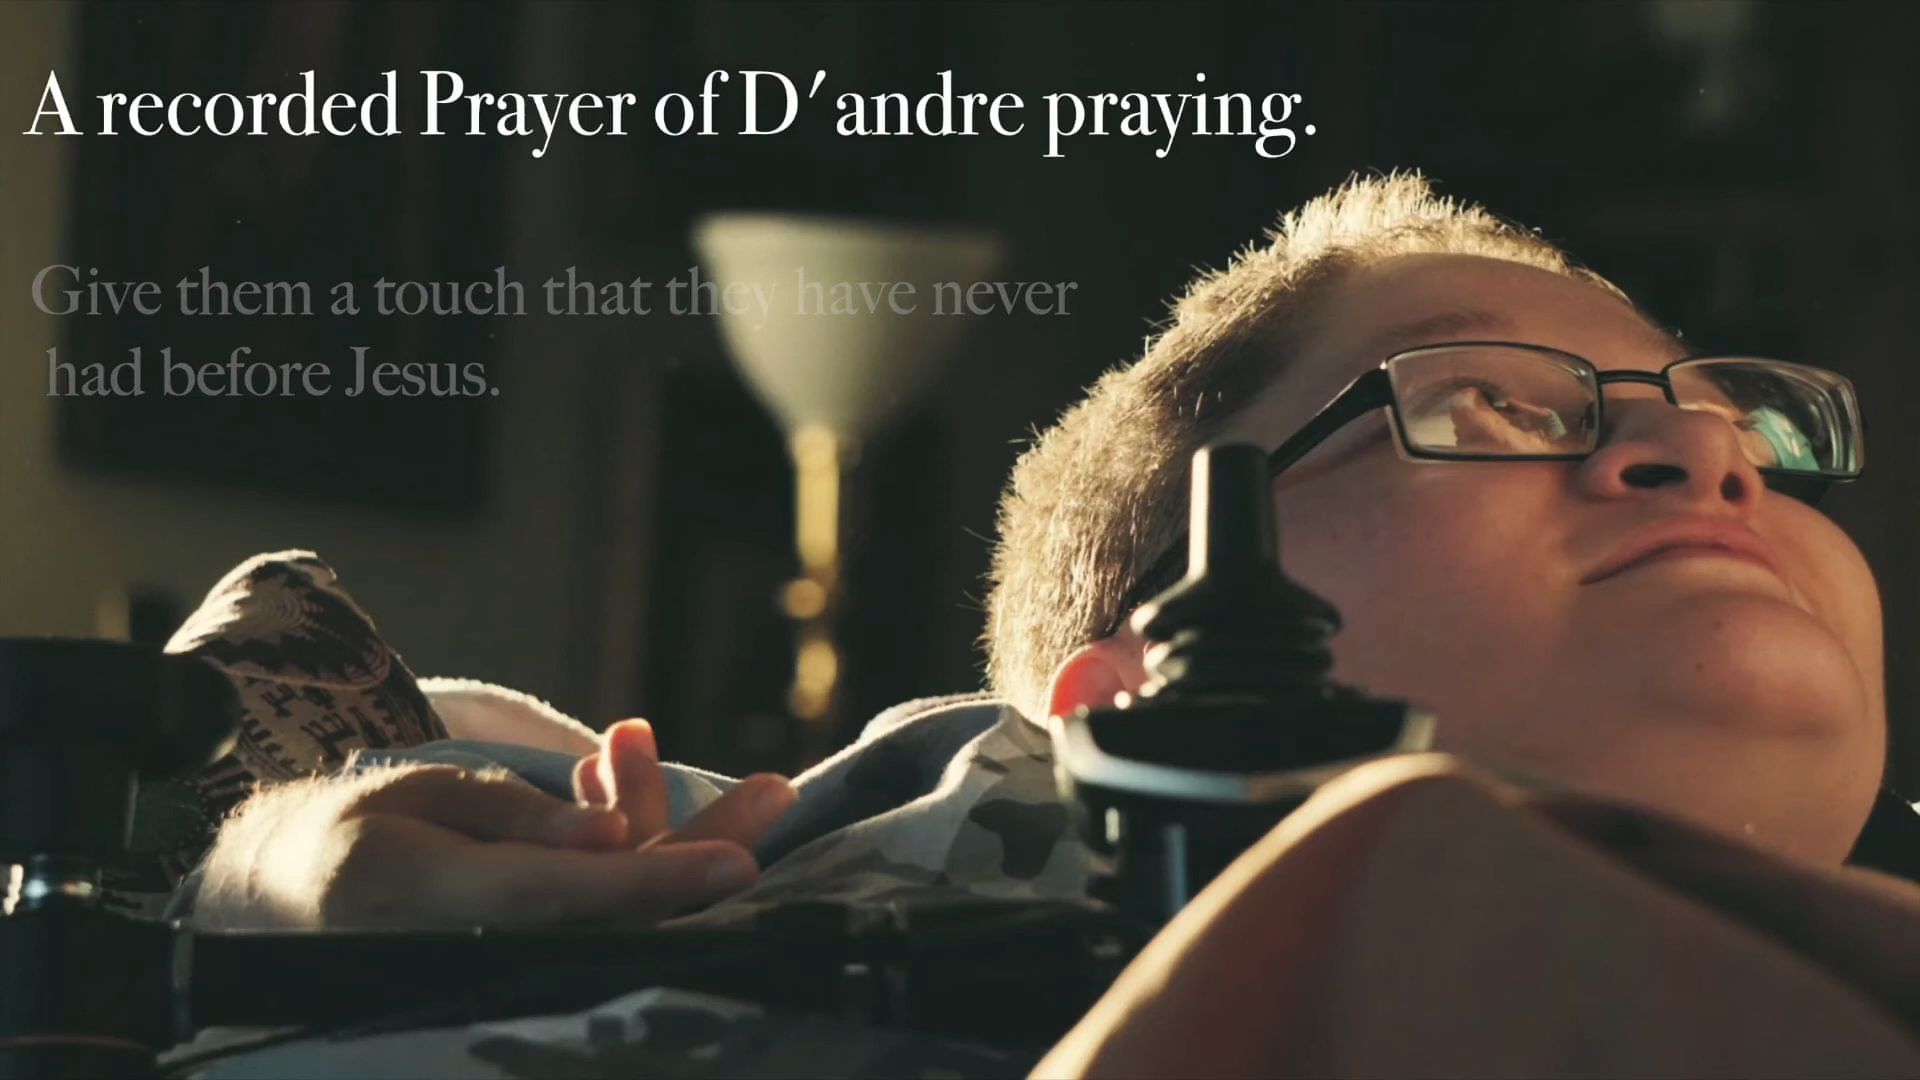 A recorded Prayer of D'andre praying.
Give them a touch that they have never
had before Jesus.